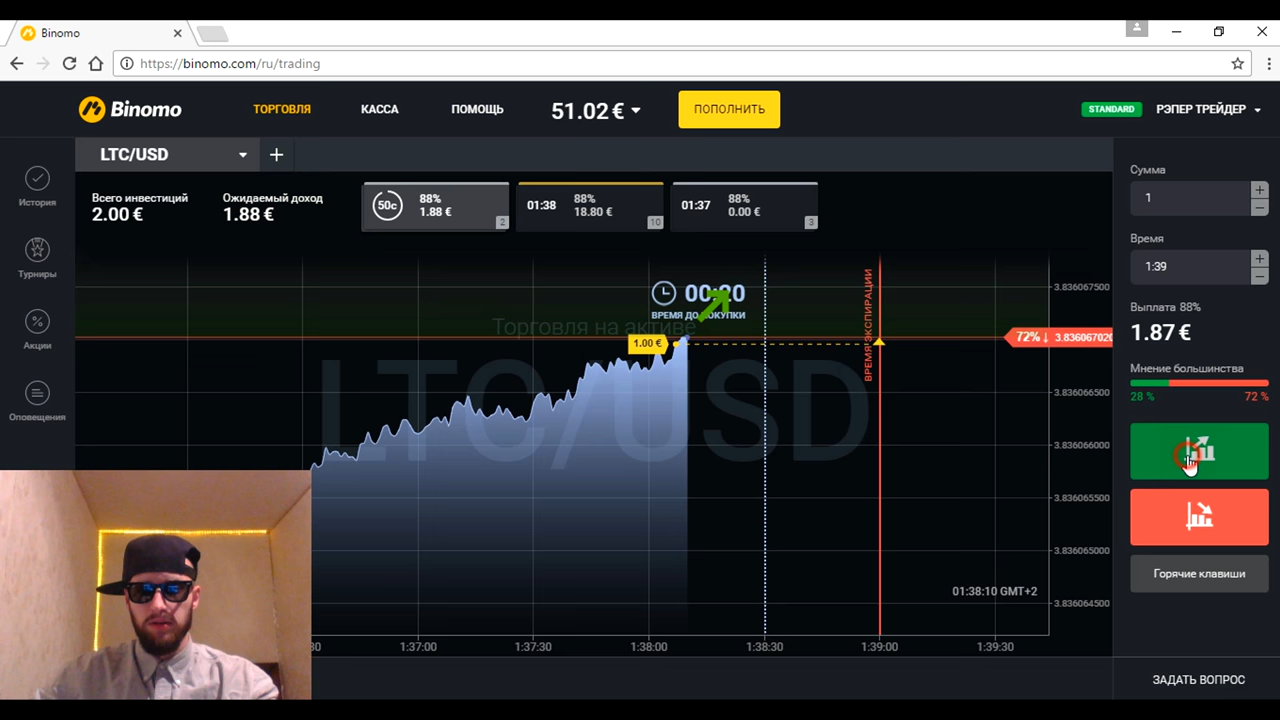 Binomo
https://binomo.com/ru/trading
Binomo
ТОРГОВЛЯ
КАССА
ПОМОЩЬ
51.02 €
ПОПОЛНИТЬ
STANDARD
РЭПЕР ТРЕЙДЕР
LTC/USD
+
История
Турниры
Акции
Оповещения
Всего инвестиций
2.00 €
Ожидаемый доход
1.88 €
50с
88%
1.88 €
2
01:38
88%
18.80 €
10
01:37
88%
0.00 €
3
00:20
ВРЕМЯ ДО ПОКУПКИ
Торговля на активе
LTC/USD
1.00 €
ВРЕМЯ ЭКСПИРАЦИИ
72% ↓ 3.836067020
3.836067500
3.836066500
3.836066000
3.836065500
3.836065000
3.836064500
01:38:10 GMT+2
30
1:37:00
1:37:30
1:38:00
1:38:30
1:39:00
1:39:30
Сумма
1
Время
1:39
Выплата 88%
1.87 €
Мнение большинства
28 %
72 %
Горячие клавиши
ЗАДАТЬ ВОПРОС